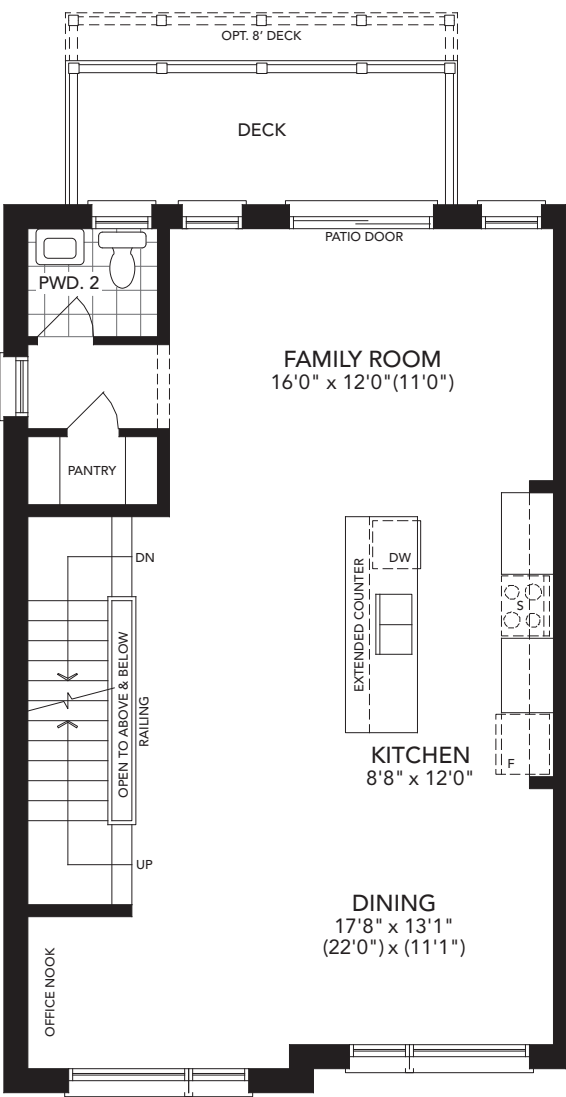 OPT. 8' DECK
DECK
PATIO DOOR
PWD. 2
FAMILY ROOM
16'0" x 12'0"(11'0")
PANTRY
DN
DW
EXTENDED COUNTER
S
OPEN TO ABOVE & BELOW
RAILING
F
KITCHEN
8'8" x 12'0"
UP
DINING
17'8" x 13'1"
(22'0") x (11'1")
OFFICE NOOK